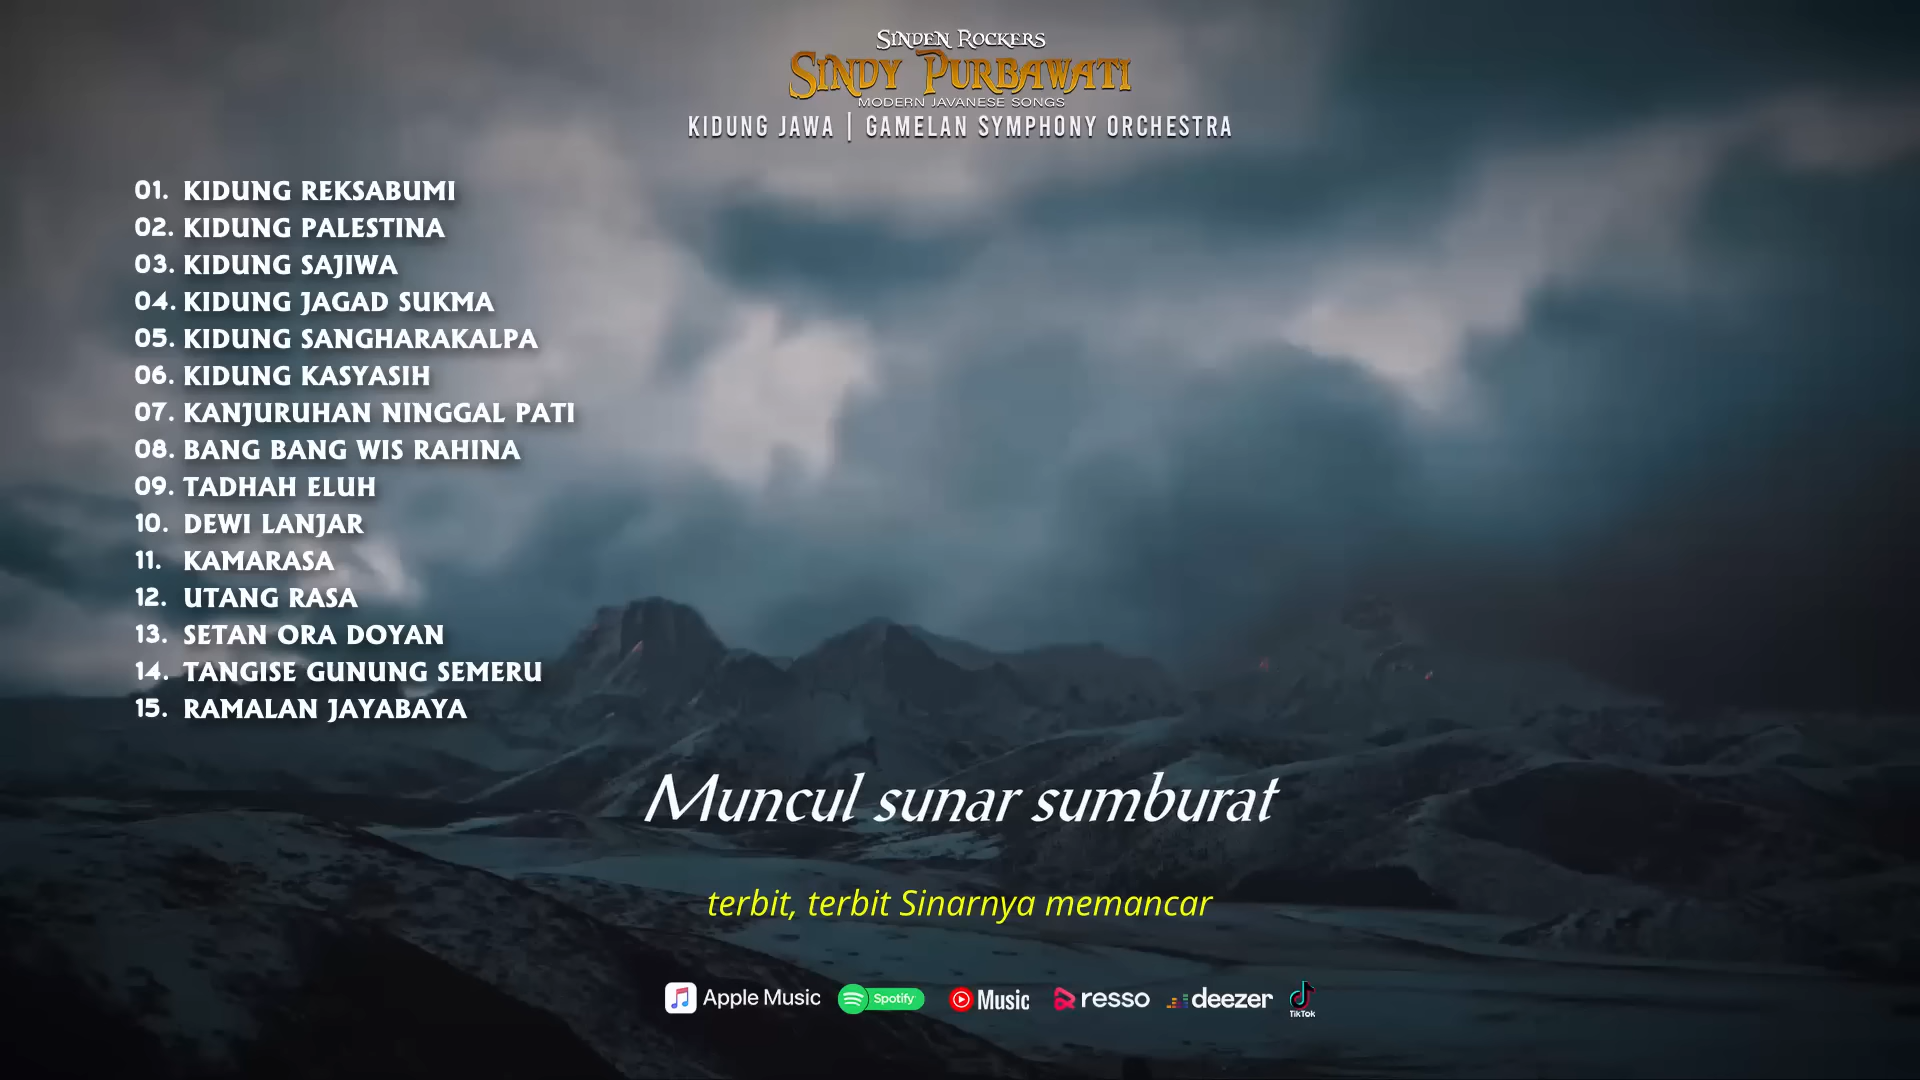 SINDEN ROCKERS
SINDY PURBAWATI
MODERN JAVANESE SONGS
KIDUNG JAWA | GAMELAN SYMPHONY ORCHESTRA
01. KIDUNG REKSABUMI
02. KIDUNG PALESTINA
03. KIDUNG SAJIWA
04. KIDUNG JAGAD SUKMA
05. KIDUNG SANGHARAKALPA
06. KIDUNG KASYASIH
07. KANJURUHAN NINGGAL PATI
08. BANG BANG WIS RAHINA
09. TADHAH ELUH
10. DEWI LANJAR
11. KAMARASA
12. UTANG RASA
13. SETAN ORA DOYAN
14. TANGISE GUNUNG SEMERU
15. RAMALAN JAYABAYA
Muncul sunar sumburat
terbit, terbit Sinarnya memancar
Apple Music Spotify Music resso deezer TikTok